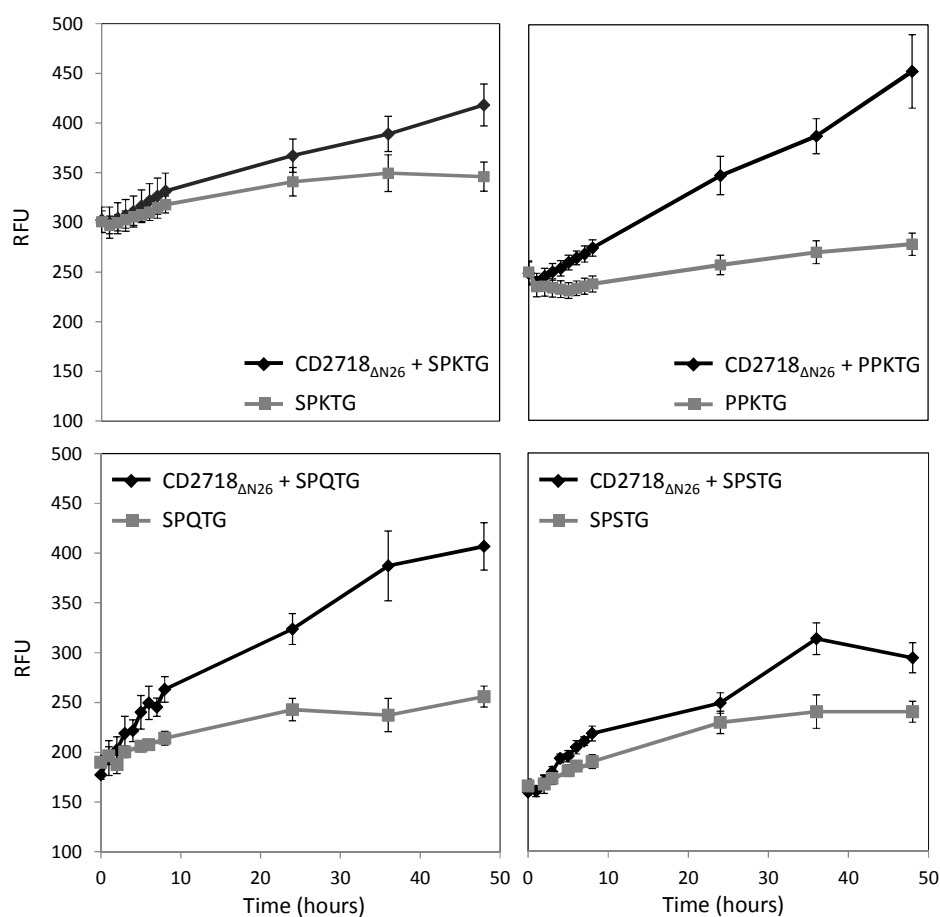 500
450
400
350
300
250
200
150
100
RFU
CD2718ΔN26 + SPKTG
SPKTG
CD2718ΔN26 + PPKTG
PPKTG
500
450
400
350
300
250
200
150
100
RFU
CD2718ΔN26 + SPQTG
SPQTG
CD2718ΔN26 + SPSTG
SPSTG
0 10 20 30 40 50
0 10 20 30 40 50
Time (hours)
Time (hours)